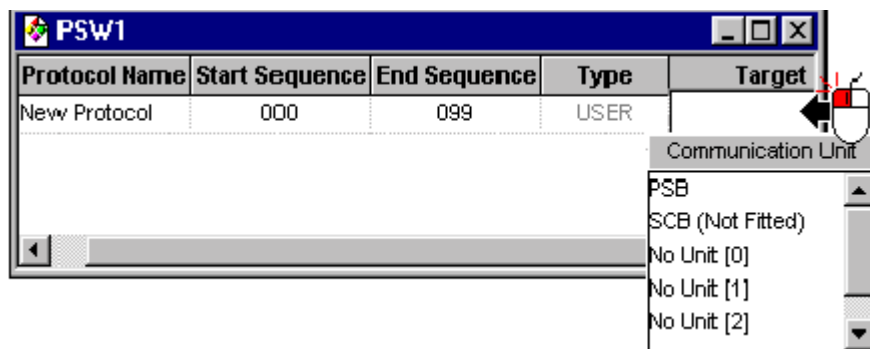 PSW1
Protocol Name Start Sequence End Sequence Type Target
New Protocol 000 099 USER
Communication Unit
PSB
SCB (Not Fitted)
No Unit [0]
No Unit [1]
No Unit [2]